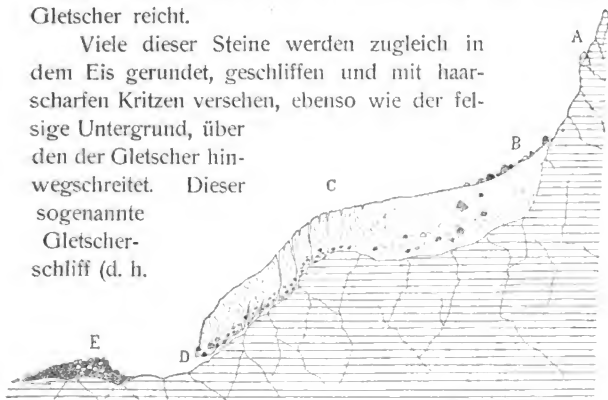 Gletscher reicht.
Viele dieser Steine werden zugleich in
dem Eis gerundet, geschliffen und mit haar-
scharfen Kritzen versehen, ebenso wie der fel-
sige Untergrund, über
den der Gletscher hin-
wegschreitet. Dieser
sogenannte
Gletscher-
schliff (d. h.
A
B
C
D
E